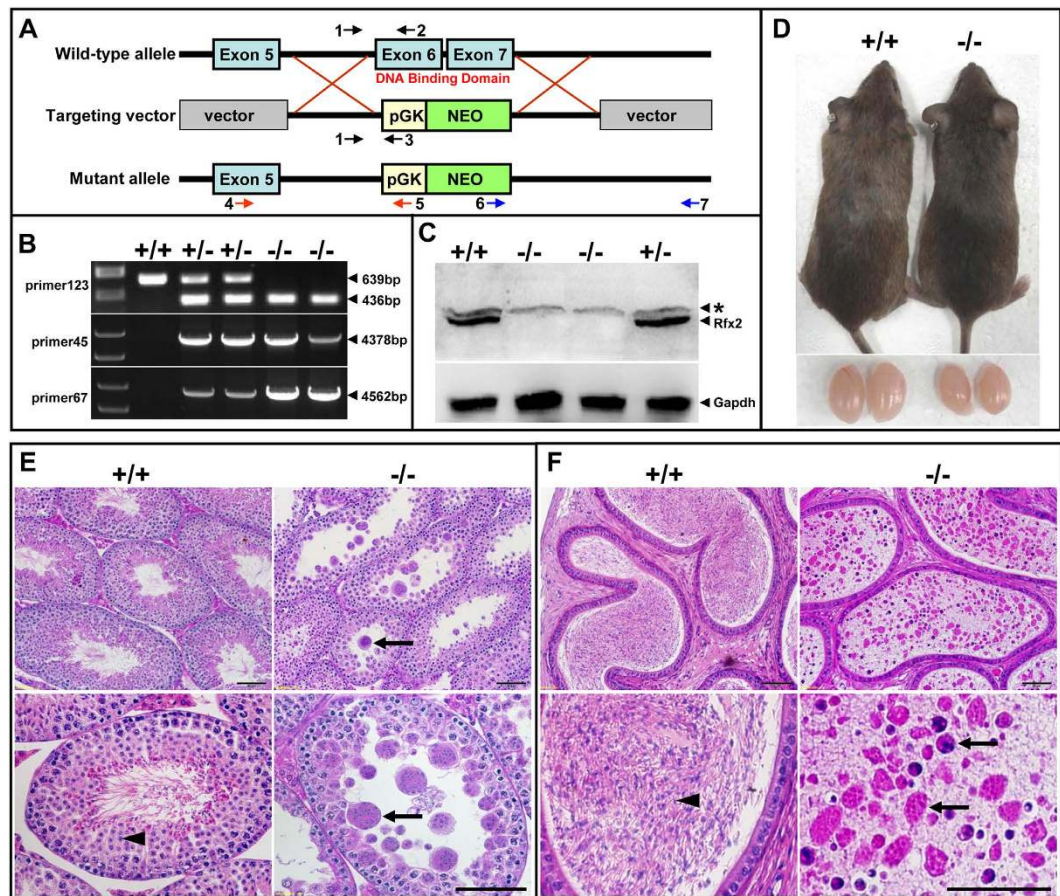 A
1 2
Wild-type allele Exon 5 Exon 6 Exon 7
DNA Binding Domain
Targeting vector vector pGK NEO vector
1 3
Mutant allele Exon 5 pGK NEO
4 5 6 7
B
+/+ +/- +/- -/- -/-
primer123 639bp
436bp
primer45 4378bp
primer67 4562bp
C
+/+ -/- -/- +/-
*
Rfx2
Gapdh
D
+/+ -/-
E
+/+ -/-
F
+/+ -/-